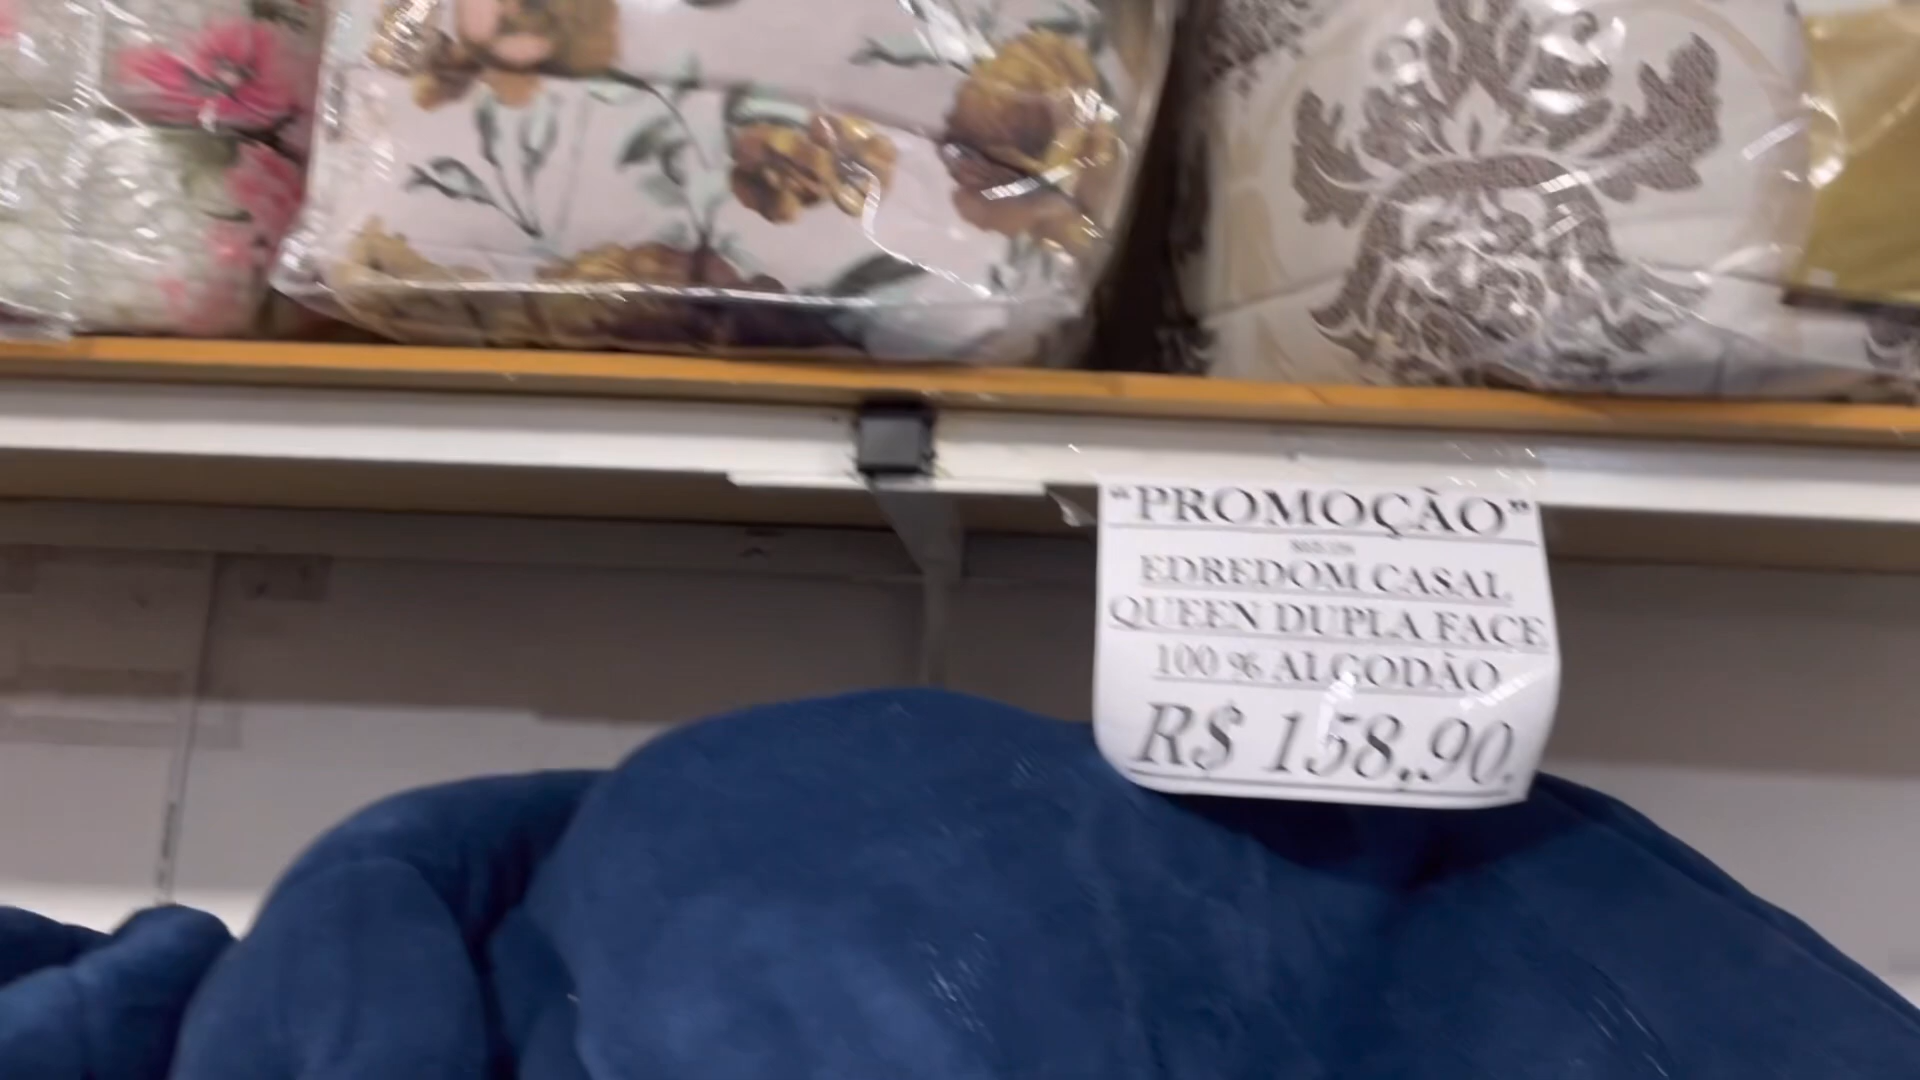 “PROMOÇÃO”
EDREDOM CASAL
QUEEN DUPLA FACE
100 % ALGODÃO
R$ 158,90.